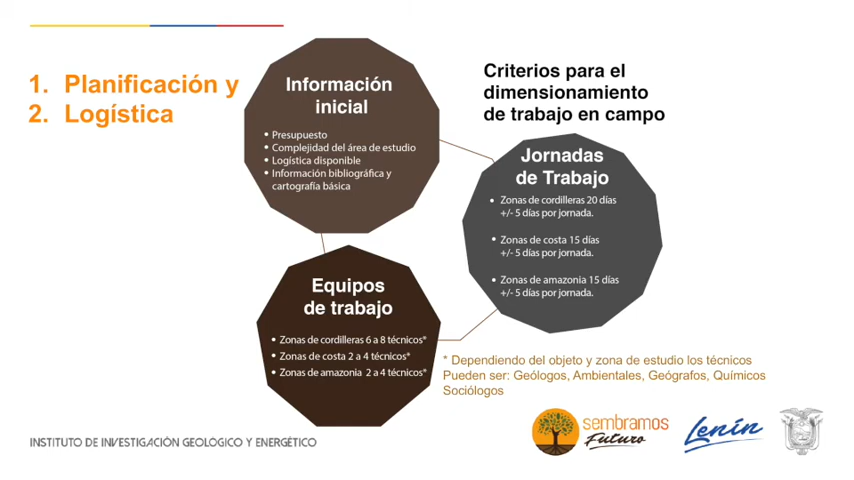 1. Planificación y
2. Logística
Información
inicial
• Presupuesto
• Complejidad del área de estudio
• Logística disponible
• Información bibliográfica y
cartografía básica
Criterios para el
dimensionamiento
de trabajo en campo
Jornadas
de Trabajo
• Zonas de cordilleras 20 días
+/- 5 días por jornada.
• Zonas de costa 15 días
+/- 5 días por jornada.
• Zonas de amazonia 15 días
+/- 5 días por jornada.
Equipos
de trabajo
• Zonas de cordilleras 6 a 8 técnicos*
• Zonas de costa 2 a 4 técnicos*
• Zonas de amazonia 2 a 4 técnicos*
* Dependiendo del objeto y zona de estudio los técnicos
Pueden ser: Geólogos, Ambientales, Geógrafos, Químicos
Sociólogos
INSTITUTO DE INVESTIGACIÓN GEOLÓGICO Y ENERGÉTICO
sembramos
Futuro
Lenín